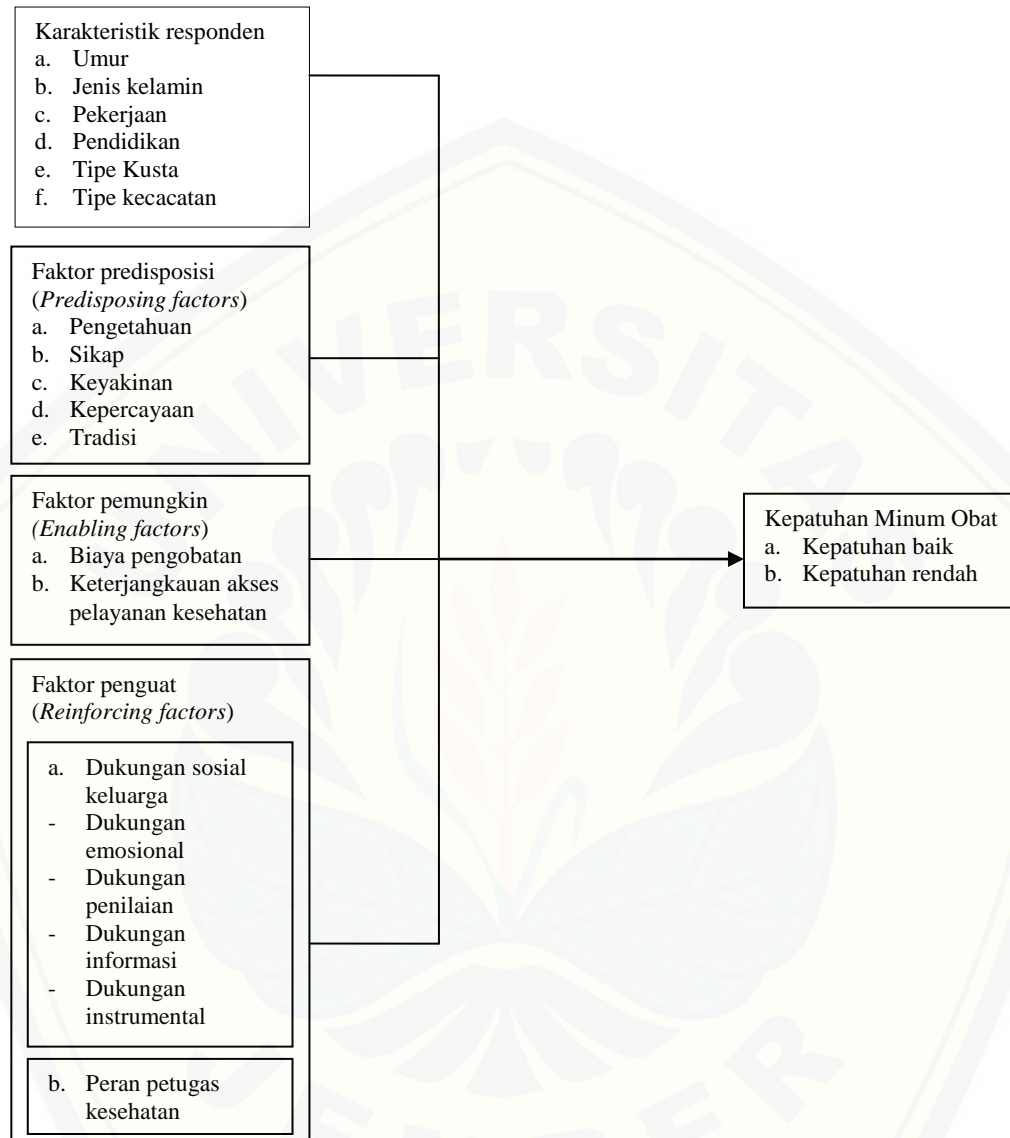 Karakteristik responden
a. Umur
b. Jenis kelamin
c. Pekerjaan
d. Pendidikan
e. Tipe Kusta
f. Tipe kecacatan
Faktor predisposisi
(Predisposing factors)
a. Pengetahuan
b. Sikap
c. Keyakinan
d. Kepercayaan
e. Tradisi
Faktor pemungkin
(Enabling factors)
a. Biaya pengobatan
b. Keterjangkauan akses
pelayanan kesehatan
Faktor penguat
(Reinforcing factors)
a. Dukungan sosial
keluarga
- Dukungan
emosional
- Dukungan
penilaian
- Dukungan
informasi
- Dukungan
instrumental
b. Peran petugas
kesehatan
Kepatuhan Minum Obat
a. Kepatuhan baik
b. Kepatuhan rendah
UNIVERSITAS
JEMBER